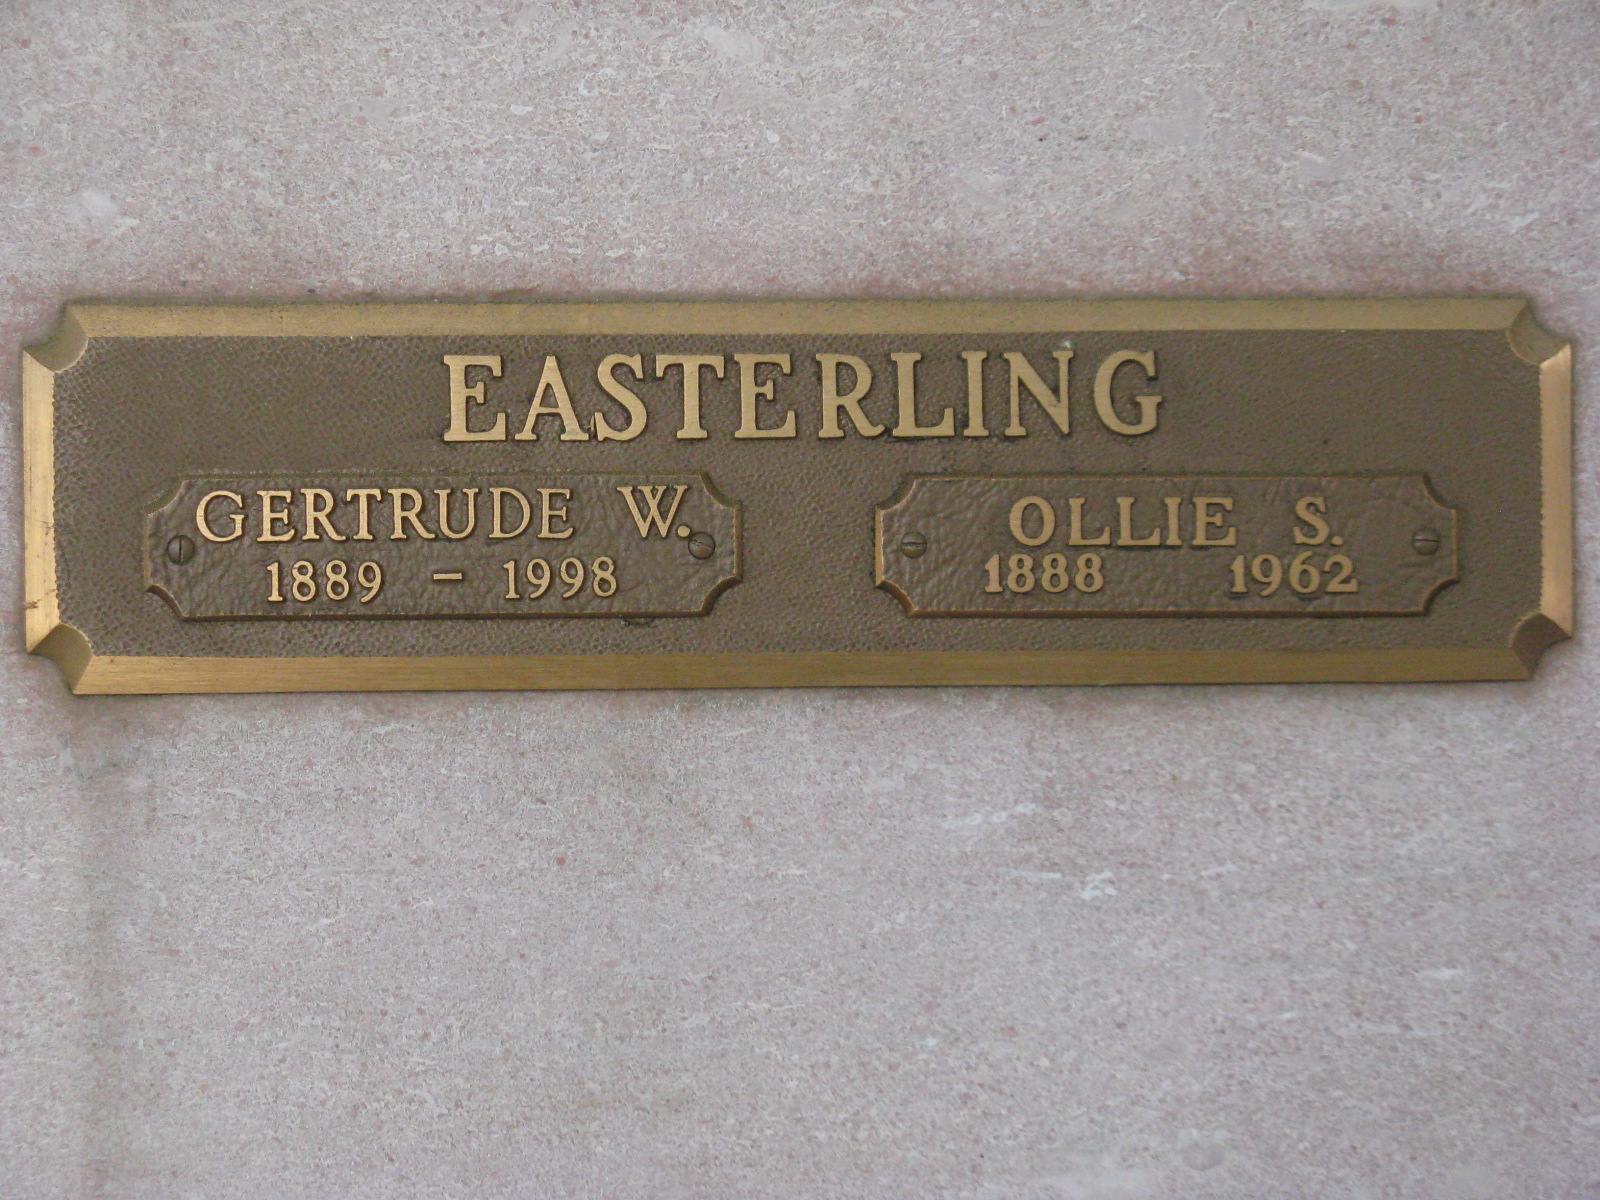 EASTERLING
GERTRUDE W.
1889 – 1998
OLLIE S.
1888 1962